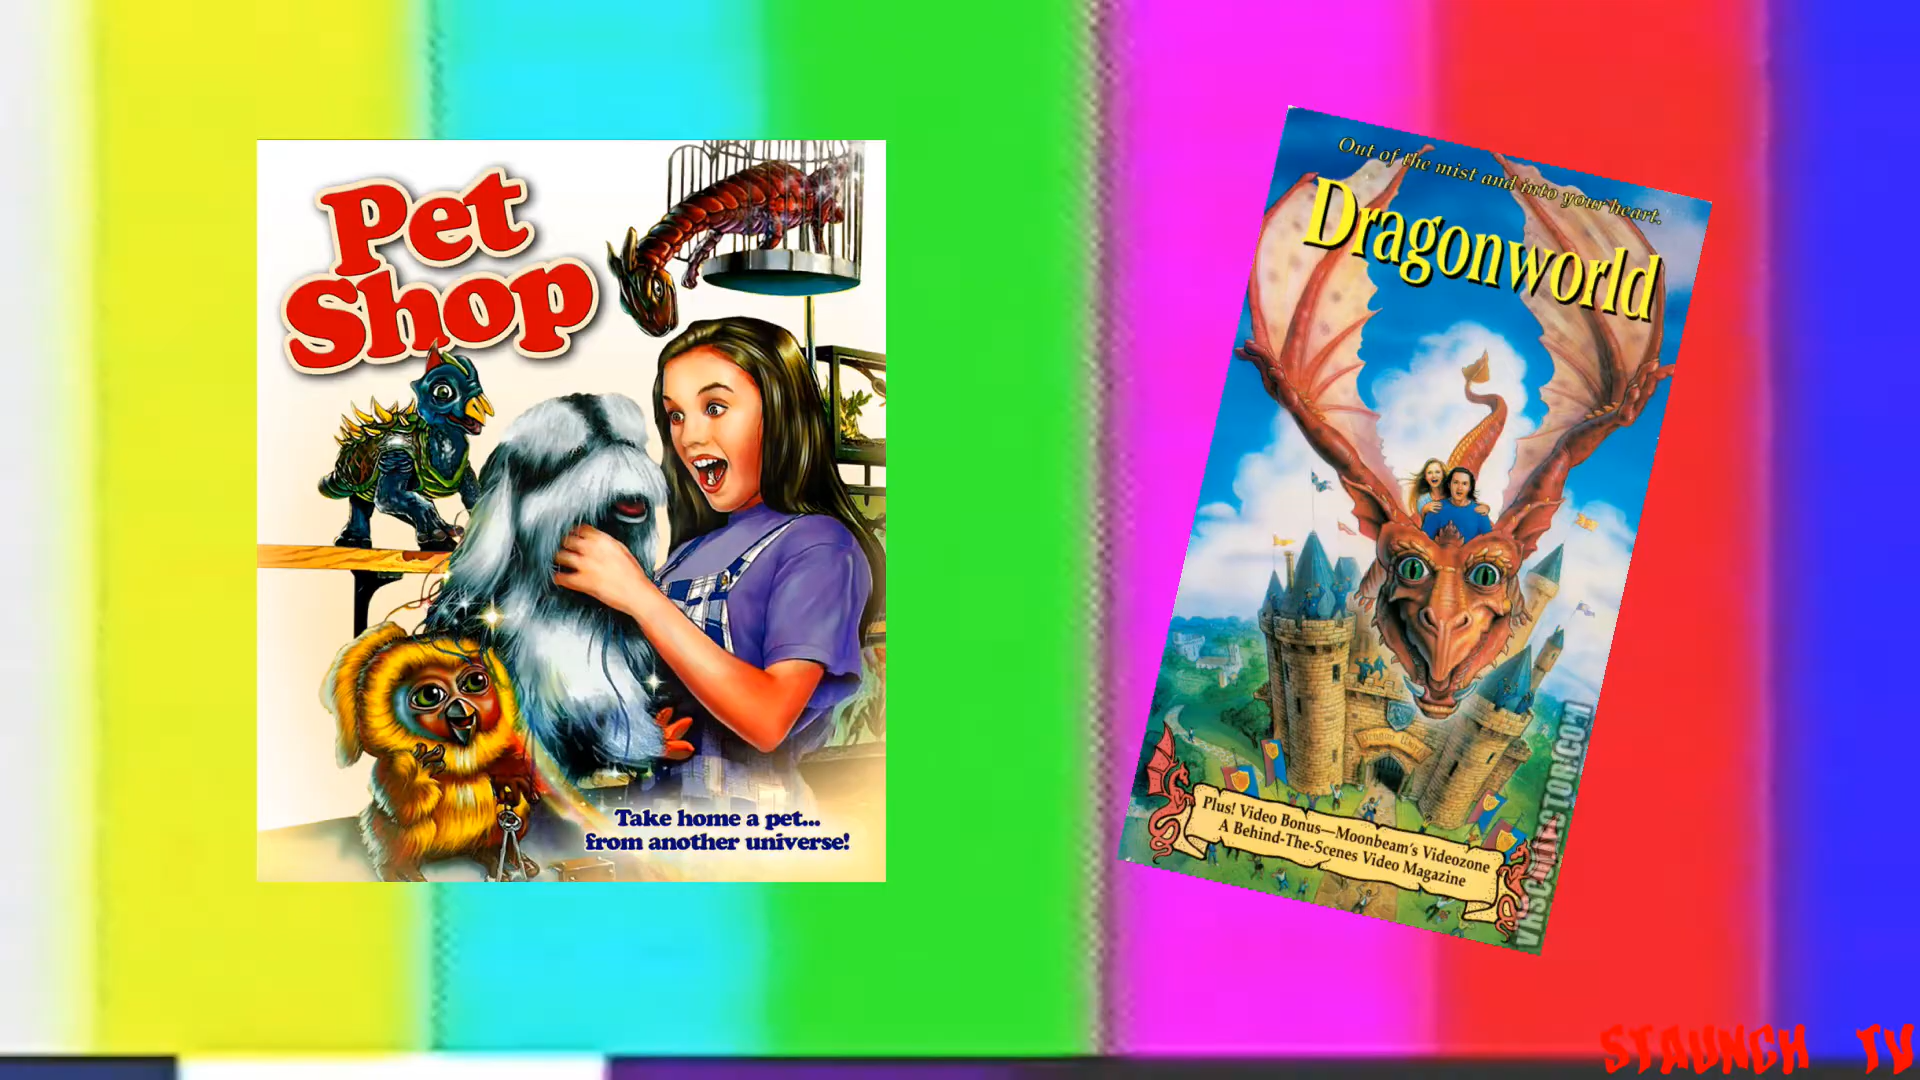 Pet
Shop
Take home a pet...
from another universe!
Out of the mist and into your heart.
Dragonworld
Plus! Video Bonus—Moonbeam's Videozone
A Behind-The-Scenes Video Magazine
VHSCOLLECTOR.COM
STAUNCH TV